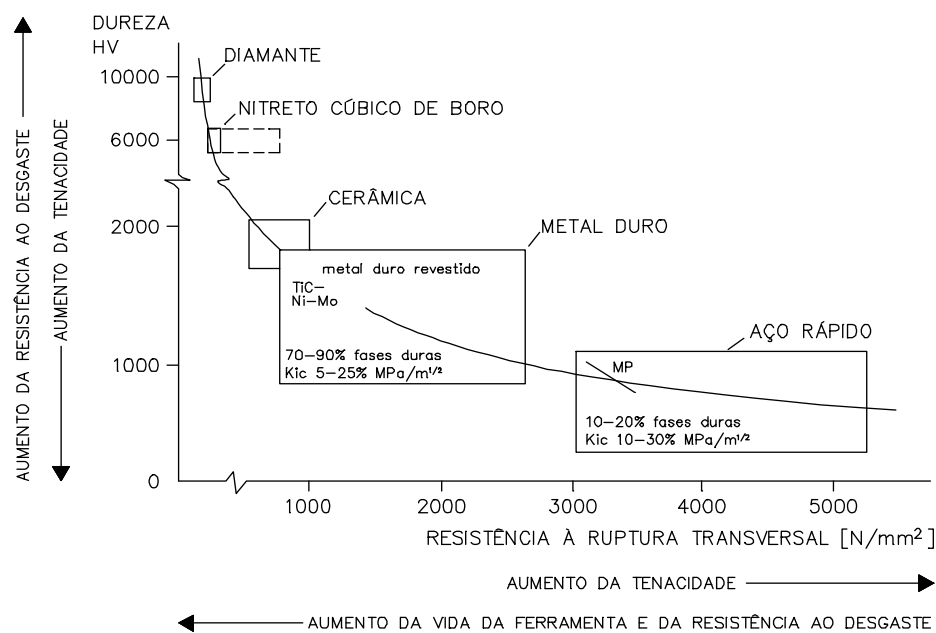 DUREZA
HV
DIAMANTE
10000
NITRETO CÚBICO DE BORO
6000
CERÂMICA
2000
METAL DURO
metal duro revestido
TiC-
Ni-Mo
AÇO RÁPIDO
70-90% fases duras
Kic 5-25% MPa/m¹/²
1000
MP
10-20% fases duras
Kic 10-30% MPa/m¹/²
0
1000 2000 3000 4000 5000
RESISTÊNCIA À RUPTURA TRANSVERSAL [N/mm²]
AUMENTO DA TENACIDADE
AUMENTO DA VIDA DA FERRAMENTA E DA RESISTÊNCIA AO DESGASTE
AUMENTO DA RESISTÊNCIA AO DESGASTE
AUMENTO DA TENACIDADE